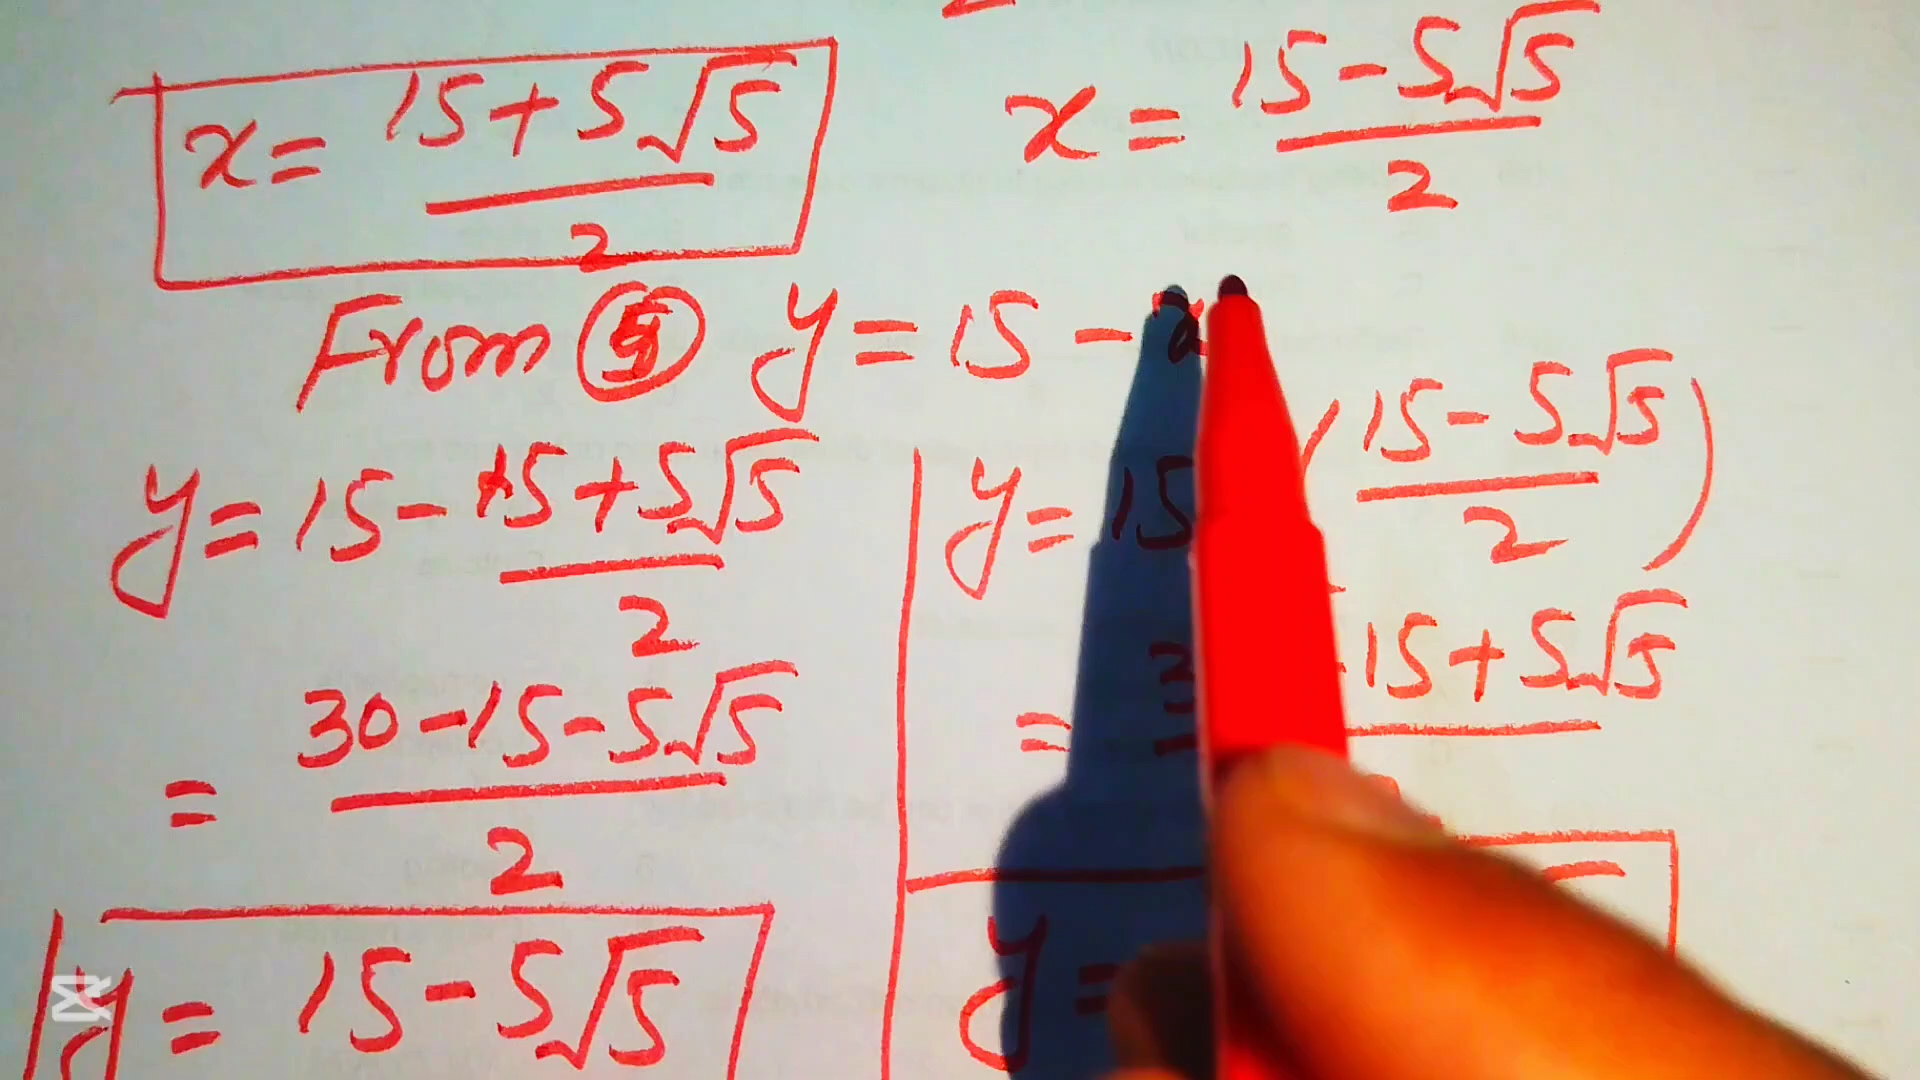 x = 15+5√5 / 2
x = 15-5√5 / 2
From ⑤ y = 15 -
y = 15 - 15+5√5 / 2
= 30-15-5√5 / 2
y = 15-5√5
y = 15 (15-5√5 / 2)
= 15+5√5
y =